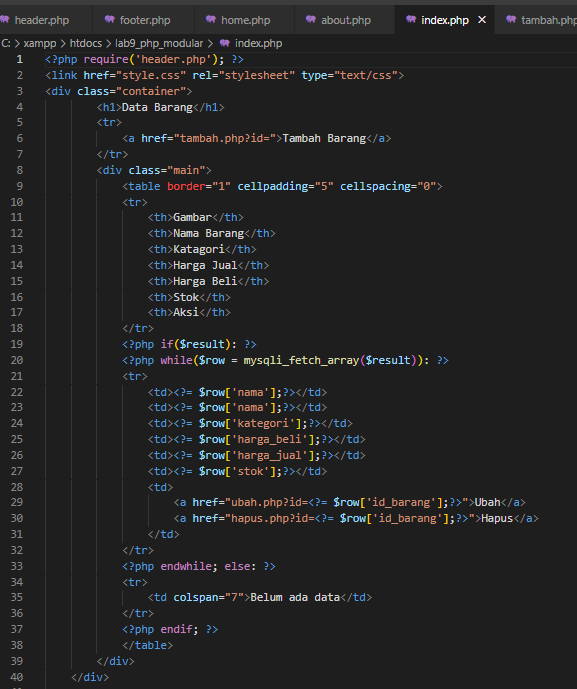 header.php footer.php home.php about.php index.php tambah.php
C: > xampp > htdocs > lab9_php_modular > index.php
1 <?php require('header.php'); ?>
2 <link href="style.css" rel="stylesheet" type="text/css">
3 <div class="container">
4 <h1>Data Barang</h1>
5 <tr>
6 <a href="tambah.php?id=">Tambah Barang</a>
7 </tr>
8 <div class="main">
9 <table border="1" cellpadding="5" cellspacing="0">
10 <tr>
11 <th>Gambar</th>
12 <th>Nama Barang</th>
13 <th>Katagori</th>
14 <th>Harga Jual</th>
15 <th>Harga Beli</th>
16 <th>Stok</th>
17 <th>Aksi</th>
18 </tr>
19 <?php if($result): ?>
20 <?php while($row = mysqli_fetch_array($result)): ?>
21 <tr>
22 <td><?= $row['nama'];?></td>
23 <td><?= $row['nama'];?></td>
24 <td><?= $row['kategori'];?></td>
25 <td><?= $row['harga_beli'];?></td>
26 <td><?= $row['harga_jual'];?></td>
27 <td><?= $row['stok'];?></td>
28 <td>
29 <a href="ubah.php?id=<?= $row['id_barang'];?>">Ubah</a>
30 <a href="hapus.php?id=<?= $row['id_barang'];?>">Hapus</a>
31 </td>
32 </tr>
33 <?php endwhile; else: ?>
34 <tr>
35 <td colspan="7">Belum ada data</td>
36 </tr>
37 <?php endif; ?>
38 </table>
39 </div>
40 </div>